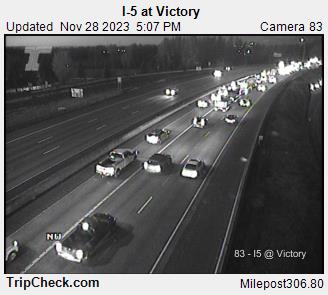 I-5 at Victory
Updated Nov 28 2023 5:07 PM Camera 83
NB
83 - I5 @ Victory
TripCheck.com Milepost306.80